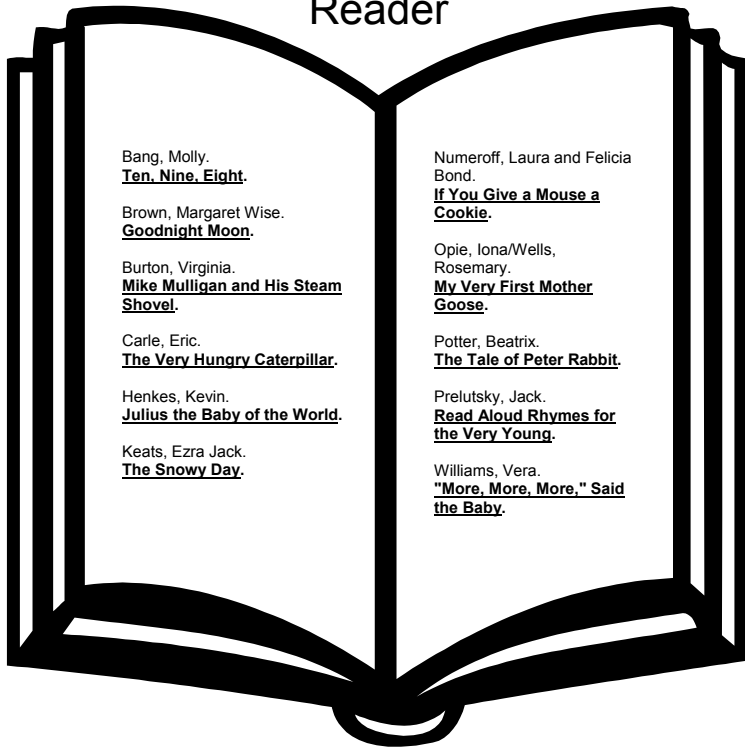 Reader
Bang, Molly.
Ten, Nine, Eight.
Brown, Margaret Wise.
Goodnight Moon.
Burton, Virginia.
Mike Mulligan and His Steam
Shovel.
Carle, Eric.
The Very Hungry Caterpillar.
Henkes, Kevin.
Julius the Baby of the World.
Keats, Ezra Jack.
The Snowy Day.
Numeroff, Laura and Felicia
Bond.
If You Give a Mouse a
Cookie.
Opie, Iona/Wells,
Rosemary.
My Very First Mother
Goose.
Potter, Beatrix.
The Tale of Peter Rabbit.
Prelutsky, Jack.
Read Aloud Rhymes for
the Very Young.
Williams, Vera.
"More, More, More," Said
the Baby.